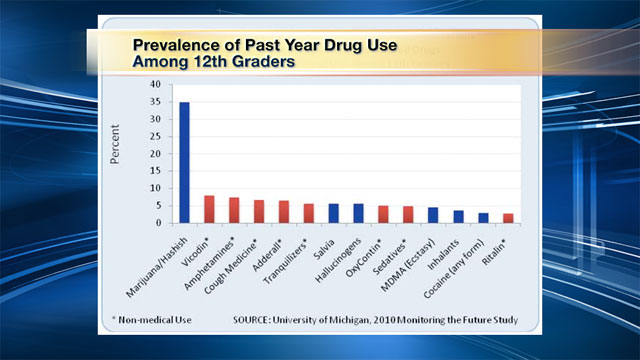 Prevalence of Past Year Drug Use
Among 12th Graders
40
35
30
25
20
15
10
5
0
Percent
Marijuana/Hashish
Vicodin*
Amphetamines*
Cough Medicine*
Adderall*
Tranquilizers*
Salvia
Hallucinogens
OxyContin*
Sedatives*
MDMA (Ecstasy)
Inhalants
Cocaine (any form)
Ritalin*
* Non-medical Use
SOURCE: University of Michigan, 2010 Monitoring the Future Study